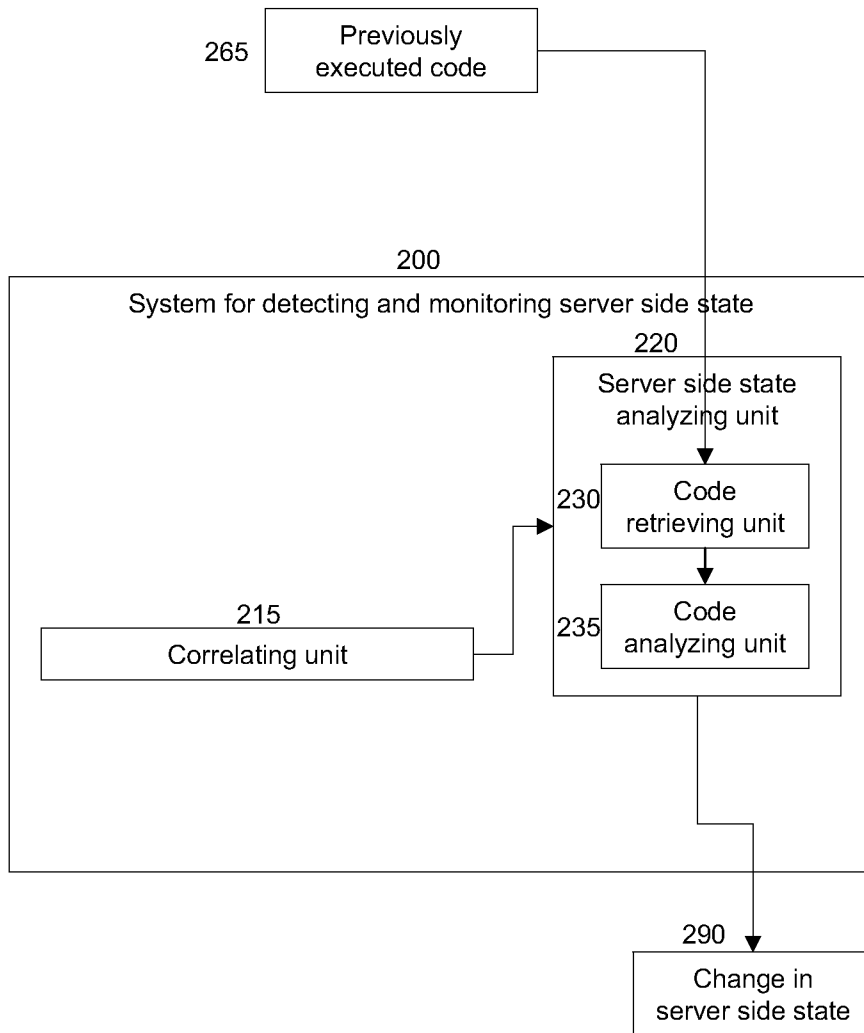 265
Previously
executed code
200
System for detecting and monitoring server side state
220
Server side state
analyzing unit
230
Code
retrieving unit
215
Correlating unit
235
Code
analyzing unit
290
Change in
server side state